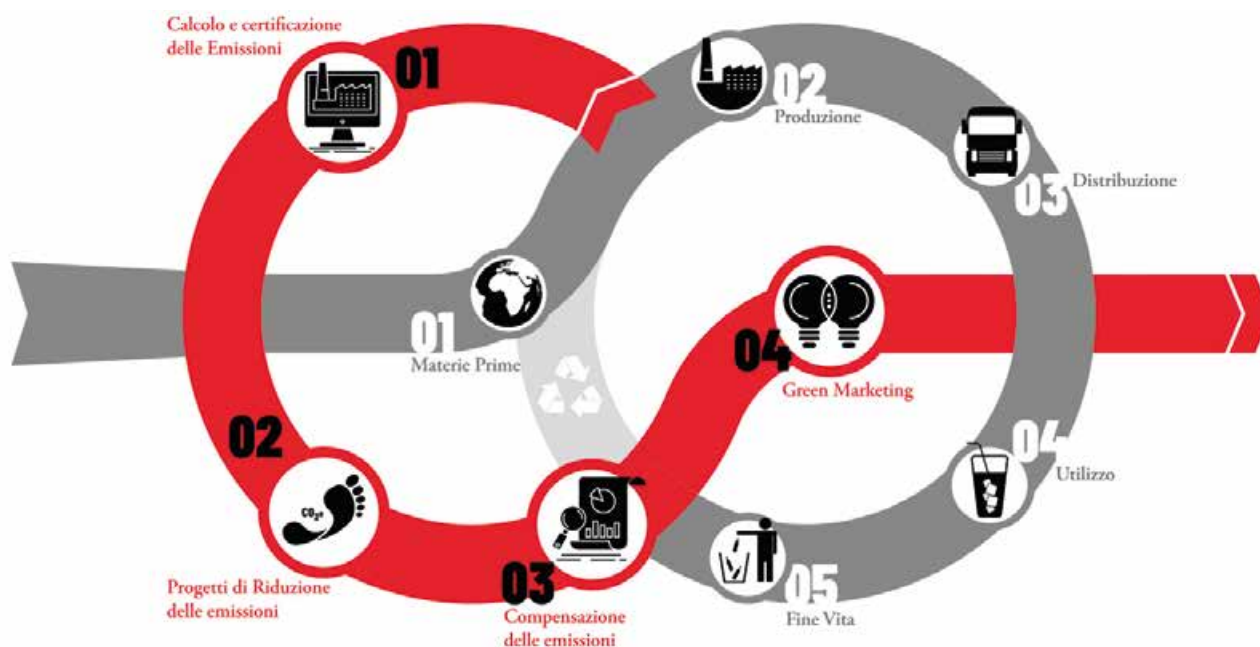 Calcolo e certificazione
delle Emissioni
01
02
Produzione
03
Distribuzione
01
Materie Prime
04
Green Marketing
02
CO₂e
Progetti di Riduzione
delle emissioni
03
Compensazione
delle emissioni
04
Utilizzo
05
Fine Vita